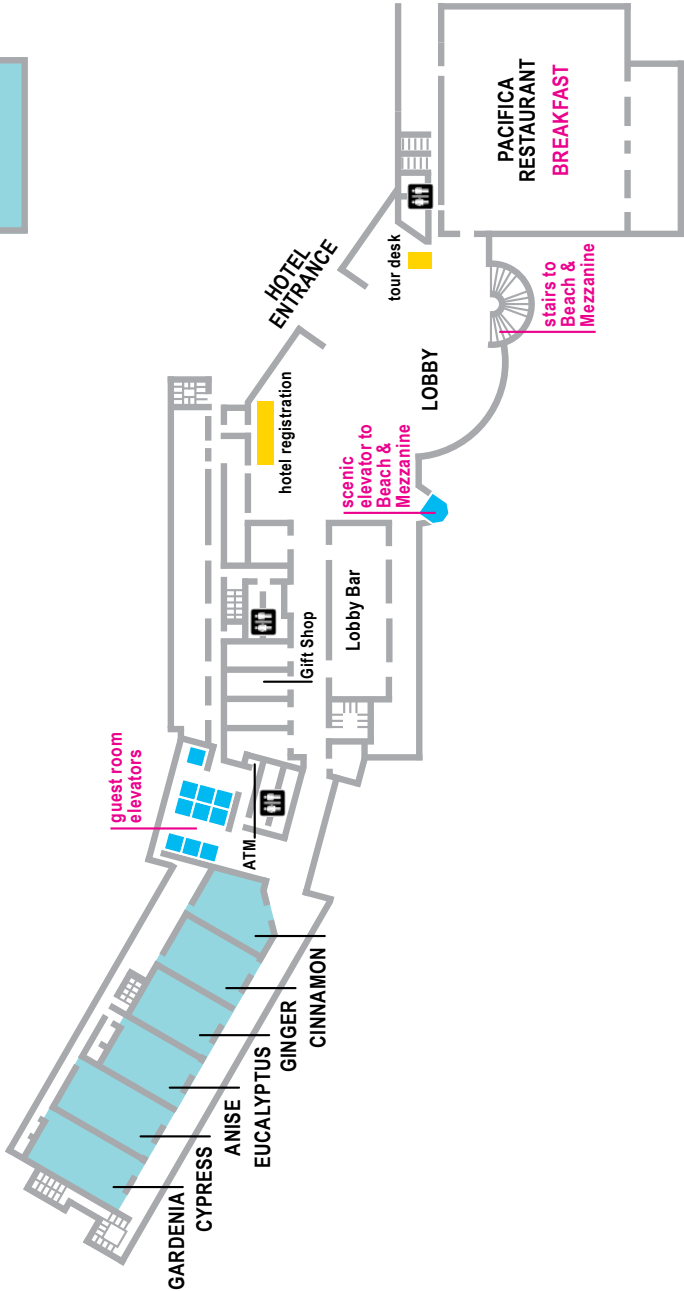 PACIFICA
RESTAURANT
BREAKFAST
HOTEL
ENTRANCE
tour desk
stairs to
Beach &
Mezzanine
LOBBY
hotel registration
scenic
elevator to
Beach &
Mezzanine
Lobby Bar
Gift Shop
guest room
elevators
ATM
CINNAMON
GINGER
EUCALYPTUS
ANISE
CYPRESS
GARDENIA